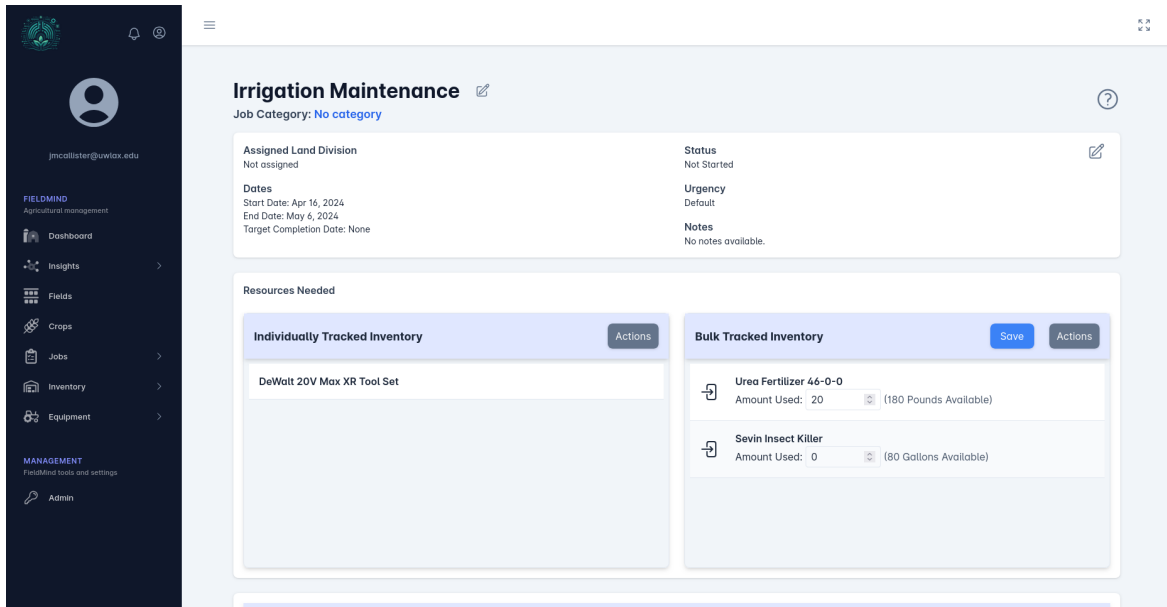 jmcallister@uwlax.edu
FIELDMIND
Agricultural management
Dashboard
Insights
Fields
Crops
Jobs
Inventory
Equipment
MANAGEMENT
FieldMind tools and settings
Admin
Irrigation Maintenance
Job Category: No category
Assigned Land Division
Not assigned
Dates
Start Date: Apr 16, 2024
End Date: May 6, 2024
Target Completion Date: None
Status
Not Started
Urgency
Default
Notes
No notes available.
Resources Needed
Individually Tracked Inventory Actions
DeWalt 20V Max XR Tool Set
Bulk Tracked Inventory Save Actions
Urea Fertilizer 46-0-0
Amount Used: 20 (180 Pounds Available)
Sevin Insect Killer
Amount Used: 0 (80 Gallons Available)